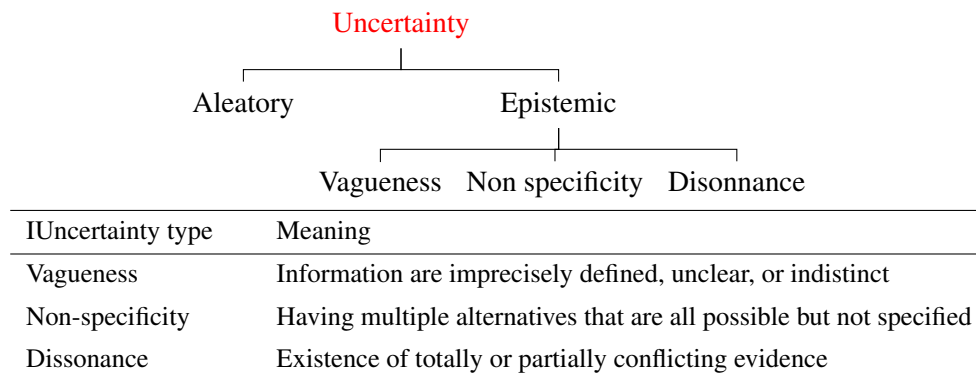 Uncertainty
Aleatory Epistemic
Vagueness Non specificity Disonnance
IUncertainty type Meaning
Vagueness Information are imprecisely defined, unclear, or indistinct
Non-specificity Having multiple alternatives that are all possible but not specified
Dissonance Existence of totally or partially conflicting evidence